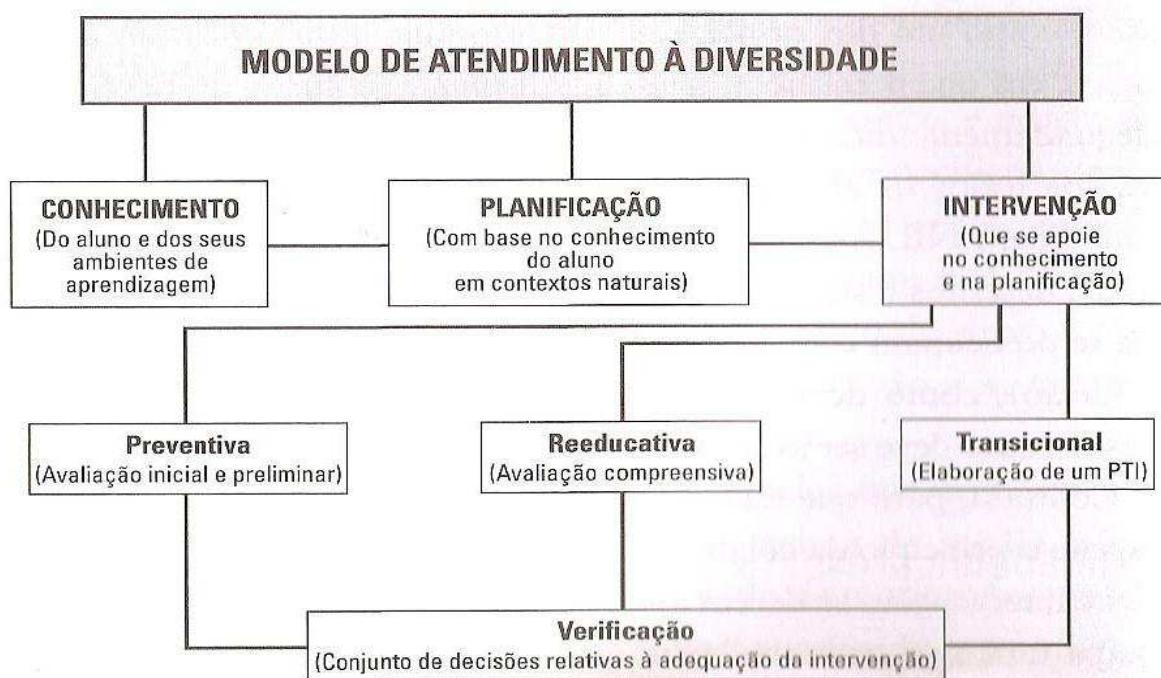 MODELO DE ATENDIMENTO À DIVERSIDADE
CONHECIMENTO
(Do aluno e dos seus
ambientes de
aprendizagem)
PLANIFICAÇÃO
(Com base no conhecimento
do aluno
em contextos naturais)
INTERVENÇÃO
(Que se apoie
no conhecimento
e na planificação)
Preventiva
(Avaliação inicial e preliminar)
Reeducativa
(Avaliação compreensiva)
Transicional
(Elaboração de um PTI)
Verificação
(Conjunto de decisões relativas à adequação da intervenção)